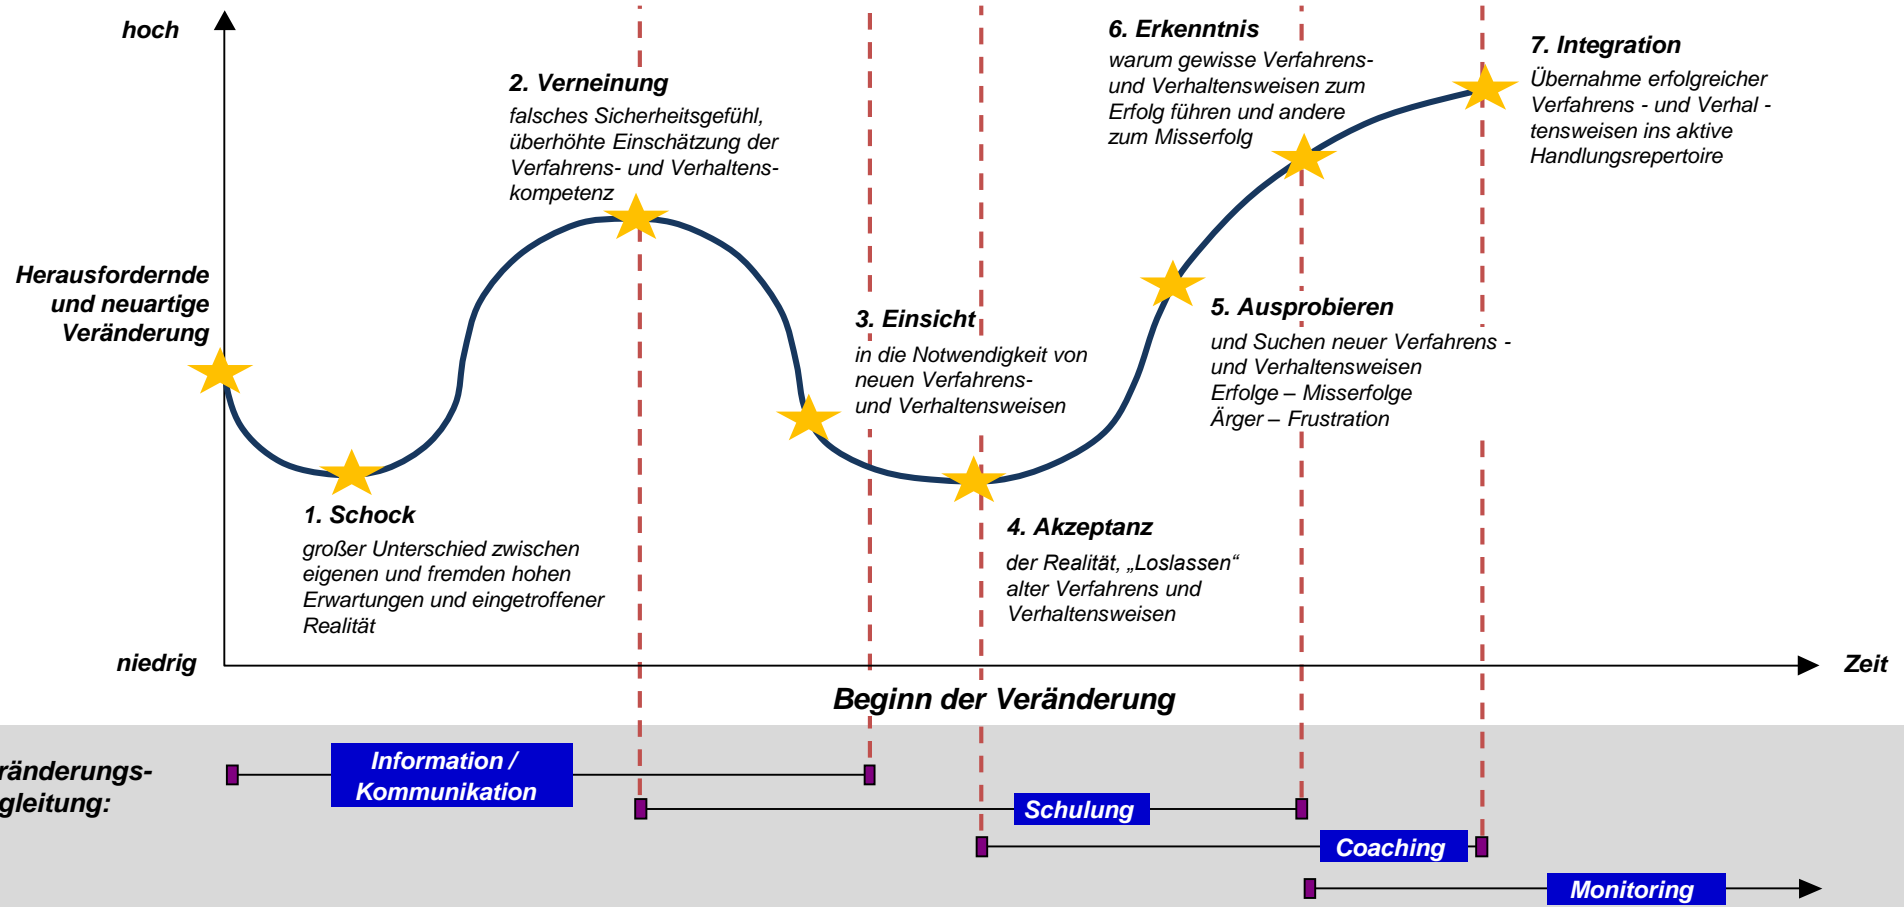 hoch
Herausfordernde
und neuartige
Veränderung
niedrig
1. Schock
großer Unterschied zwischen
eigenen und fremden hohen
Erwartungen und eingetroffener
Realität
2. Verneinung
falsches Sicherheitsgefühl,
überhöhte Einschätzung der
Verfahrens- und Verhaltens-
kompetenz
3. Einsicht
in die Notwendigkeit von
neuen Verfahrens-
und Verhaltensweisen
4. Akzeptanz
der Realität, „Loslassen“
alter Verfahrens und
Verhaltensweisen
5. Ausprobieren
und Suchen neuer Verfahrens -
und Verhaltensweisen
Erfolge – Misserfolge
Ärger – Frustration
6. Erkenntnis
warum gewisse Verfahrens-
und Verhaltensweisen zum
Erfolg führen und andere
zum Misserfolg
7. Integration
Übernahme erfolgreicher
Verfahrens - und Verhal -
tensweisen ins aktive
Handlungsrepertoire
Zeit
Beginn der Veränderung
ränderungs-
gleitung:
Information /
Kommunikation
Schulung
Coaching
Monitoring